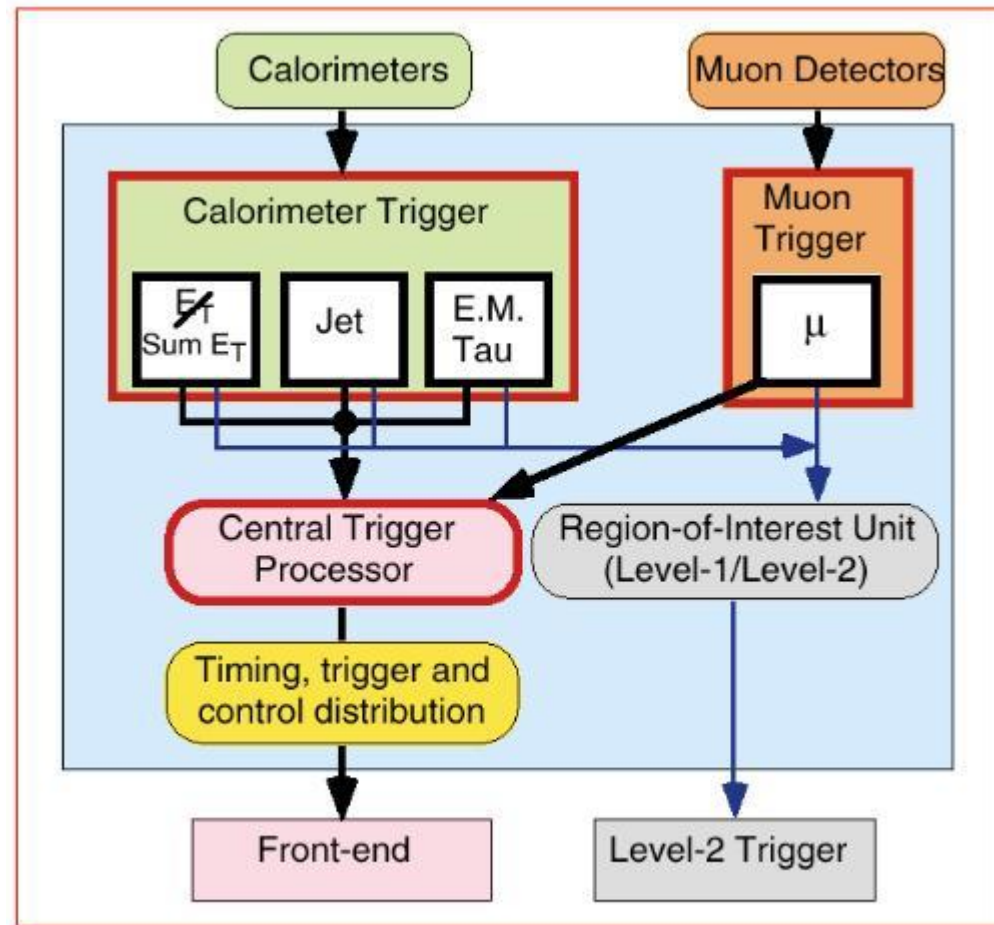 Calorimeters
Muon Detectors
Calorimeter Trigger
Muon
Trigger
E̸T
Sum ET
Jet
E.M.
Tau
μ
Central Trigger
Processor
Region-of-Interest Unit
(Level-1/Level-2)
Timing, trigger and
control distribution
Front-end
Level-2 Trigger